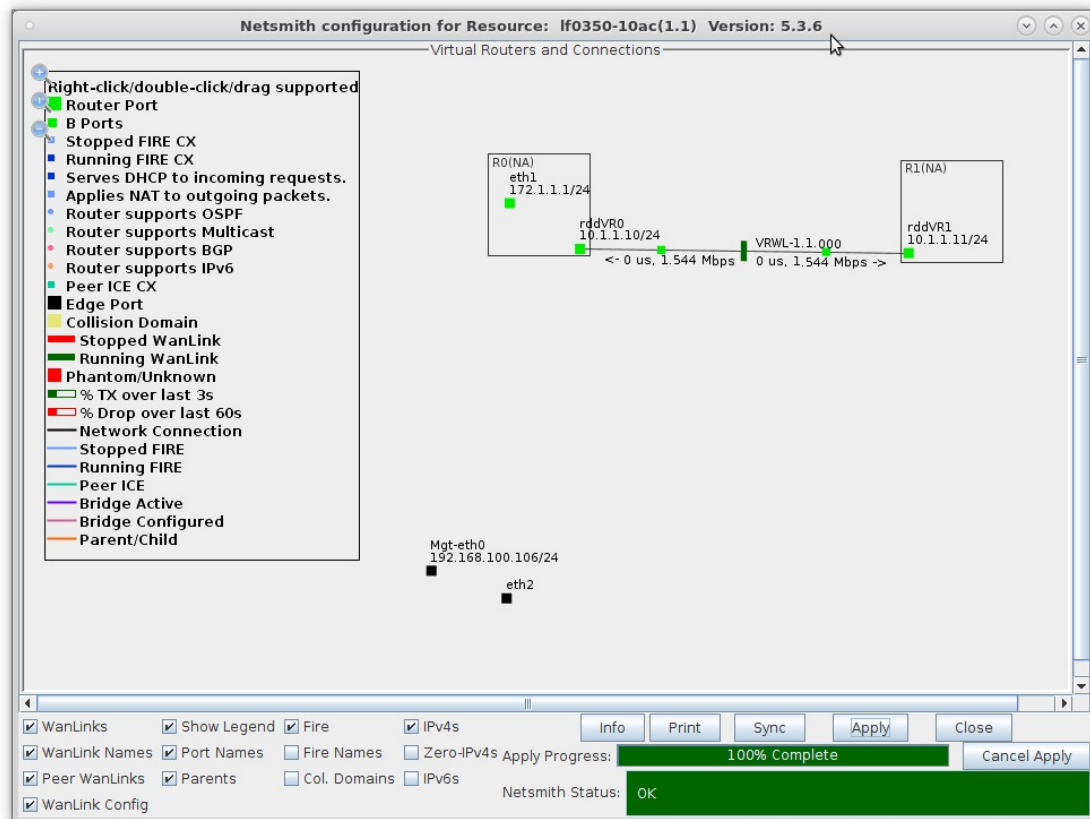 Netsmith configuration for Resource: lf0350-10ac(1.1) Version: 5.3.6
Virtual Routers and Connections
Right-click/double-click/drag supported
Router Port
B Ports
Stopped FIRE CX
Running FIRE CX
Serves DHCP to incoming requests.
Applies NAT to outgoing packets.
Router supports OSPF
Router supports Multicast
Router supports BGP
Router supports IPv6
Peer ICE CX
Edge Port
Collision Domain
Stopped WanLink
Running WanLink
Phantom/Unknown
% TX over last 3s
% Drop over last 60s
Network Connection
Stopped FIRE
Running FIRE
Peer ICE
Bridge Active
Bridge Configured
Parent/Child
R0(NA)
eth1
172.1.1.1/24
rddVR0
10.1.1.10/24
VRWL-1.1.000
<- 0 us, 1.544 Mbps 0 us, 1.544 Mbps ->
R1(NA)
rddVR1
10.1.1.11/24
Mgt-eth0
192.168.100.106/24
eth2
WanLinks Show Legend Fire IPv4s Info Print Sync Apply Close
WanLink Names Port Names Fire Names Zero-IPv4s Apply Progress: 100% Complete Cancel Apply
Peer WanLinks Parents Col. Domains IPv6s
Netsmith Status: OK
WanLink Config